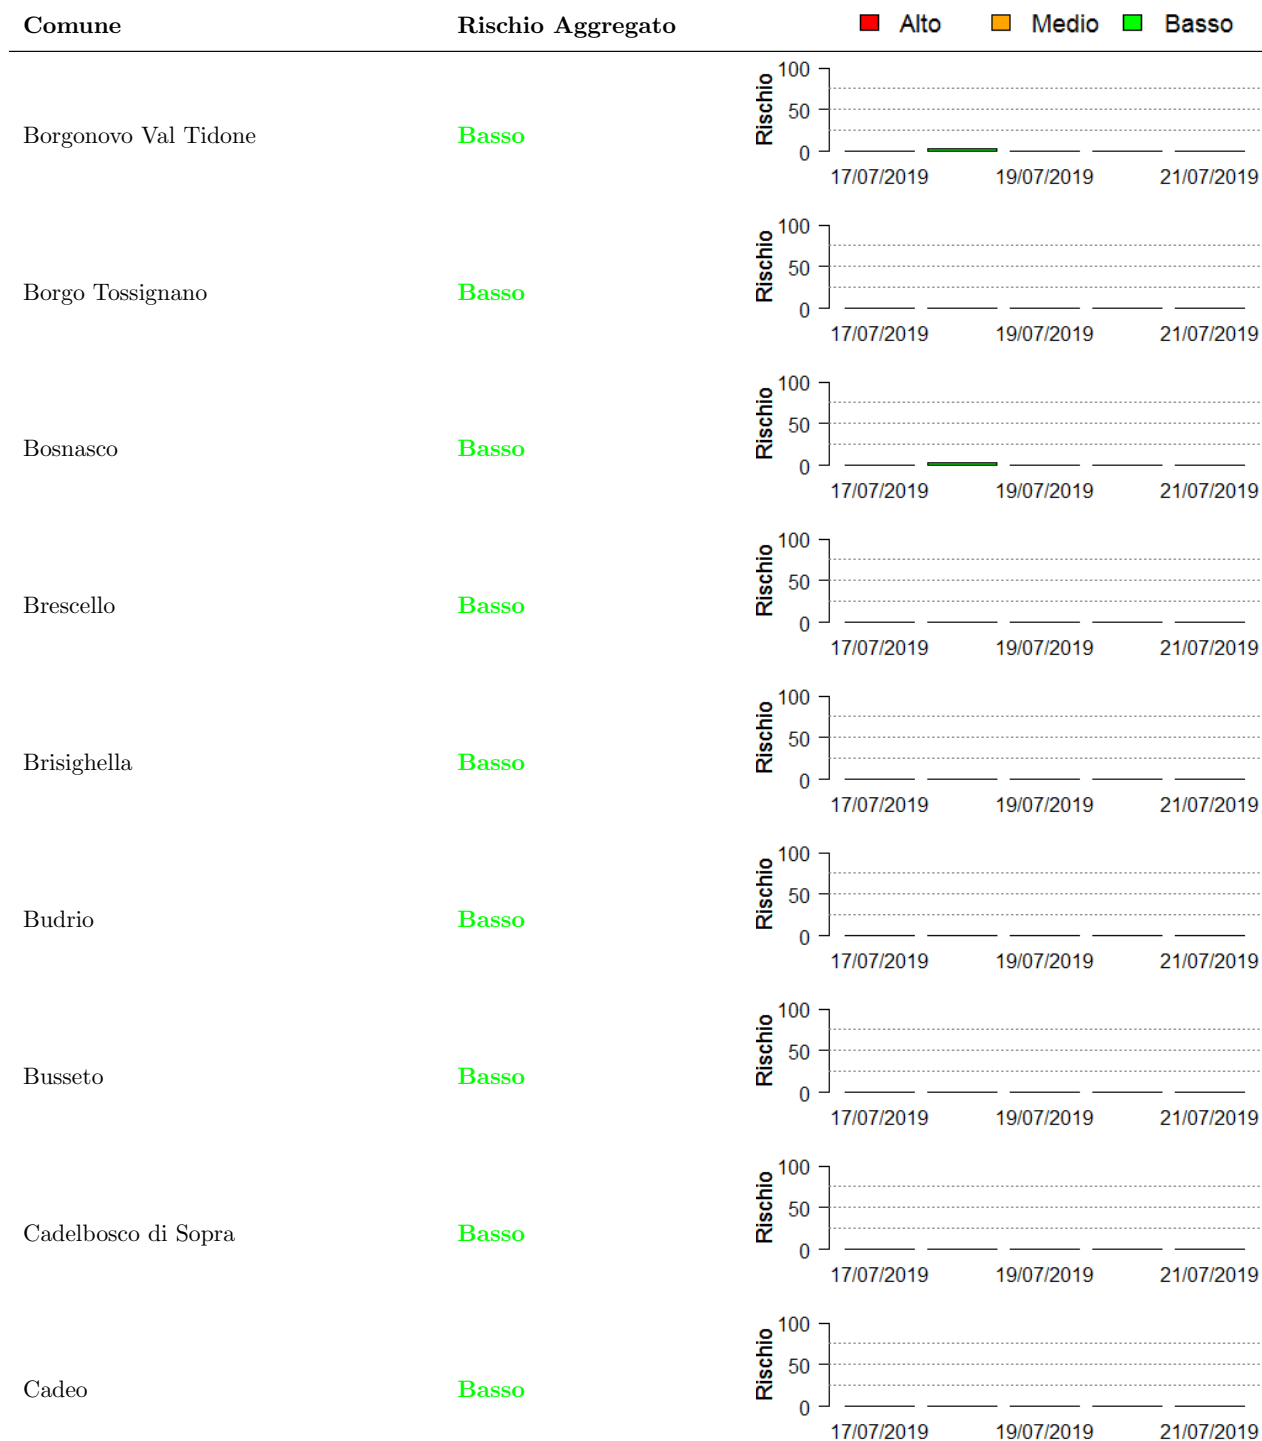 Comune Rischio Aggregato Alto Medio Basso
Borgonovo Val Tidone Basso Rischio 100 50 0
17/07/2019 19/07/2019 21/07/2019
Borgo Tossignano Basso Rischio 100 50 0
17/07/2019 19/07/2019 21/07/2019
Bosnasco Basso Rischio 100 50 0
17/07/2019 19/07/2019 21/07/2019
Brescello Basso Rischio 100 50 0
17/07/2019 19/07/2019 21/07/2019
Brisighella Basso Rischio 100 50 0
17/07/2019 19/07/2019 21/07/2019
Budrio Basso Rischio 100 50 0
17/07/2019 19/07/2019 21/07/2019
Busseto Basso Rischio 100 50 0
17/07/2019 19/07/2019 21/07/2019
Cadelbosco di Sopra Basso Rischio 100 50 0
17/07/2019 19/07/2019 21/07/2019
Cadeo Basso Rischio 100 50 0
17/07/2019 19/07/2019 21/07/2019